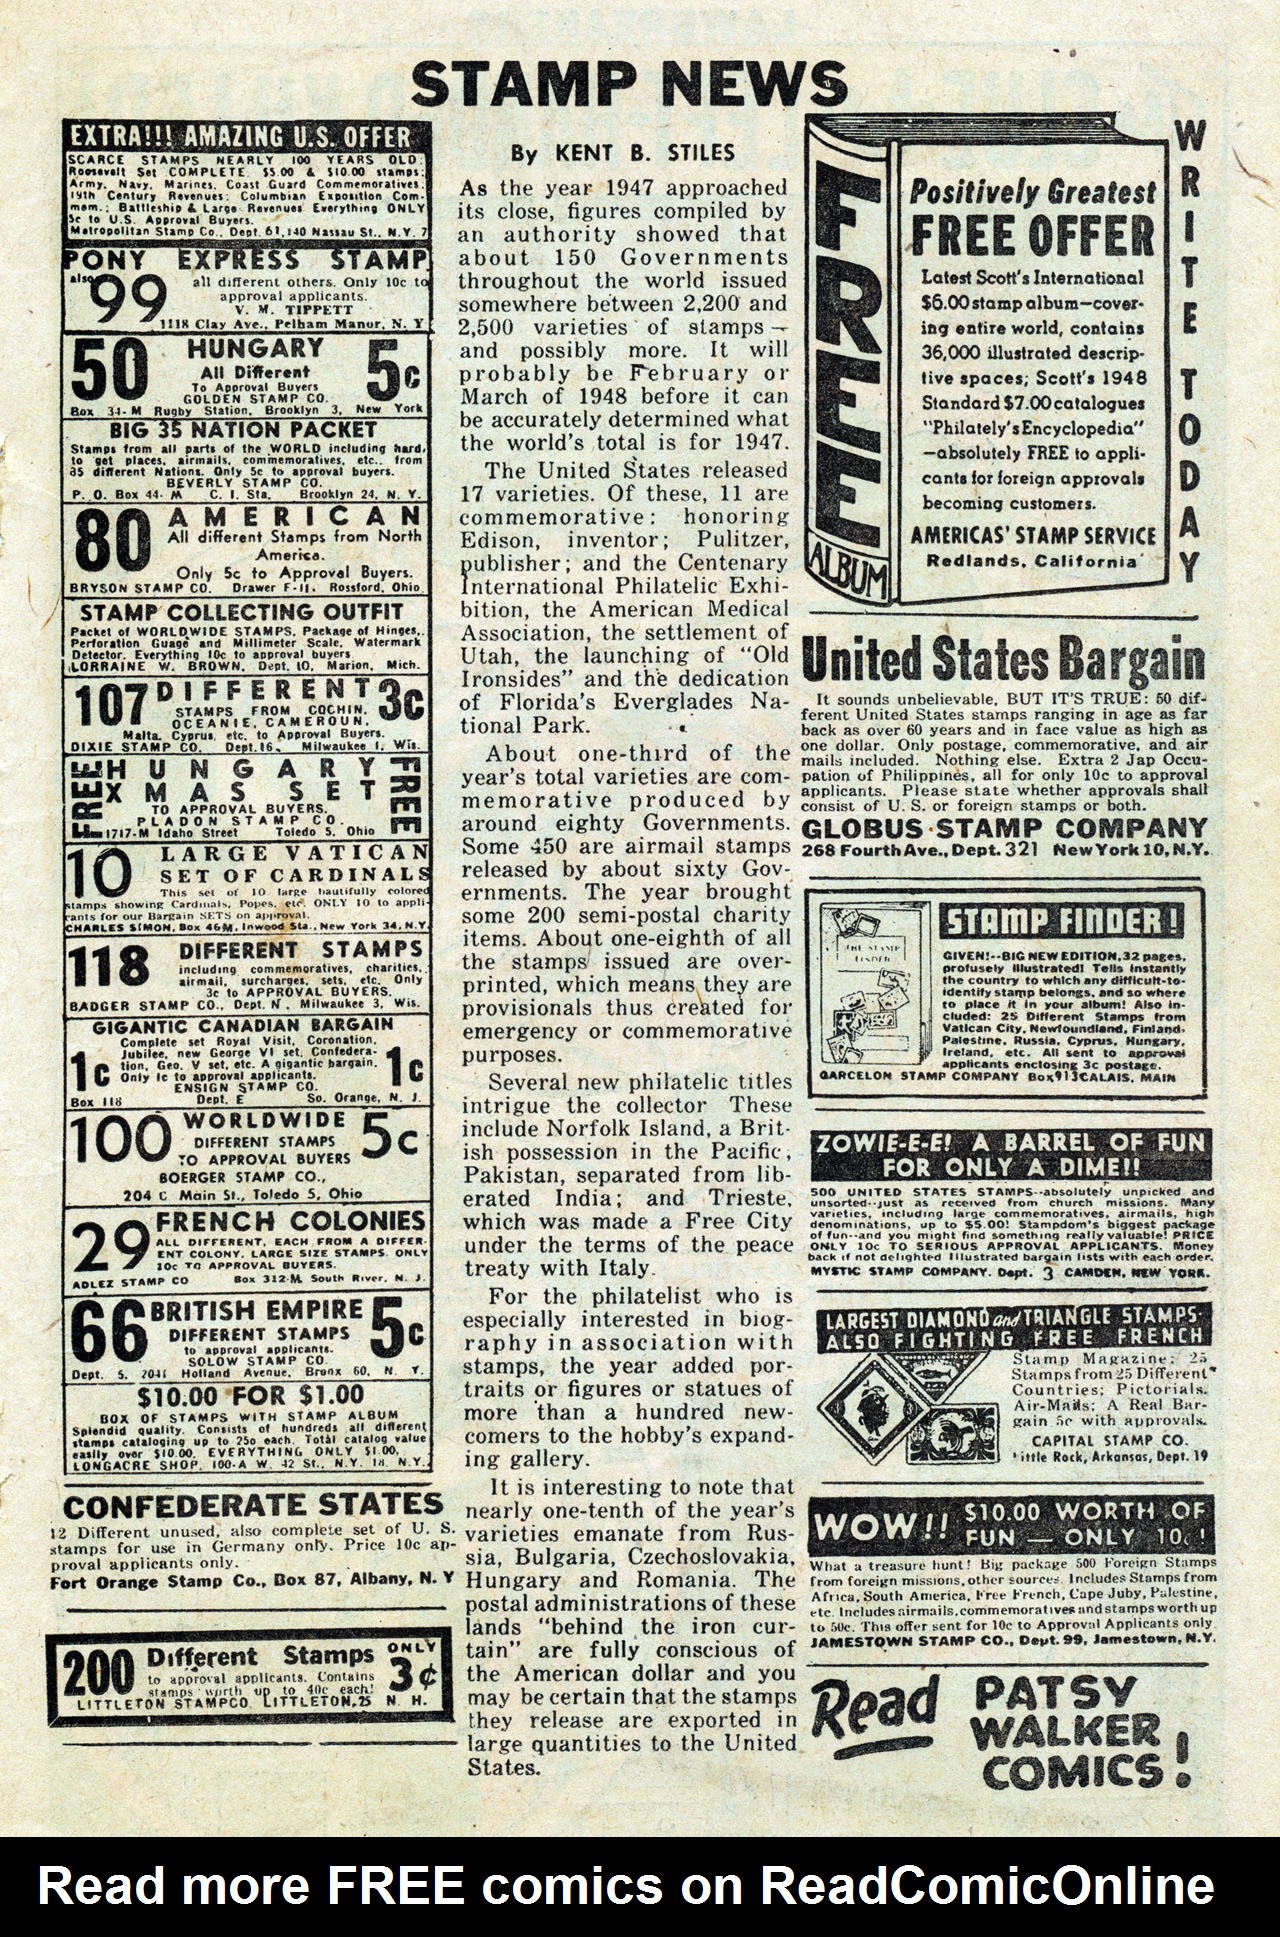 STAMP NEWS
EXTRA!!! AMAZING U.S. OFFER
SCARCE STAMPS NEARLY 100 YEARS OLD:
Roosevelt Set COMPLETE. $5.00 & $10.00 stamps;
Army, Navy, Marines, Coast Guard Commemoratives.
19th Century Revenues; Columbian Exposition Com-
mem.; Battleship & Large Revenues Everything ONLY
5c to U.S. Approval Buyers.
Metropolitan Stamp Co., Dept. 61, 140 Nassau St., N.Y. 7
PONY EXPRESS STAMP
also 99 all different others. Only 10c to
approval applicants.
V. M. TIPPETT
1118 Clay Ave., Pelham Manor, N. Y
50 HUNGARY 5c
All Different
To Approval Buyers
GOLDEN STAMP CO.
Box 34-M Rugby Station, Brooklyn 3, New York
BIG 35 NATION PACKET
Stamps from all parts of the WORLD including hard,
to get places, airmails, commemoratives, etc.. from
35 different Nations. Only 5c to approval buyers.
BEVERLY STAMP CO.
P. O. Box 44-M C. I. Sta. Brooklyn 24, N. Y.
80 AMERICAN
All different Stamps from North
America.
Only 5c to Approval Buyers.
BRYSON STAMP CO. Drawer F-11. Rossford, Ohio
STAMP COLLECTING OUTFIT
Packet of WORLDWIDE STAMPS, Package of Hinges,
Perforation Guage and Millimeter Scale, Watermark
Detector. Everything 10c to approval buyers
LORRAINE W. BROWN, Dept. 10, Marion, Mich.
107 DIFFERENT 3c
STAMPS FROM COCHIN,
OCEANIE, CAMEROUN,
Malta, Cyprus, etc. to Approval Buyers.
DIXIE STAMP CO. Dept. 16, Milwaukee 1, Wis.
FREE HUNGARY FREE
XMAS SET
TO APPROVAL BUYERS.
PLADON STAMP CO.
1717-M Idaho Street Toledo 5, Ohio
10 LARGE VATICAN
SET OF CARDINALS
This set of 10 large bautifully colored
stamps showing Cardinals, Popes, etc. ONLY 10 to appli-
cants for our Bargain SETS on approval.
CHARLES SIMON, Box 46M, Inwood Sta., New York 34, N.Y.
118 DIFFERENT STAMPS
including commemoratives, charities,
airmail, surcharges, sets, etc. Only
3c to APPROVAL BUYERS.
BADGER STAMP CO., Dept. N, Milwaukee 3, Wis.
GIGANTIC CANADIAN BARGAIN
1c Complete set Royal Visit, Coronation, 1c
Jubilee, new George VI set, Confedera-
tion, Geo. V set, etc. A gigantic bargain.
Only 1c to approval applicants.
ENSIGN STAMP CO.
Box 118 Dept. E So. Orange, N. J.
100 WORLDWIDE 5c
DIFFERENT STAMPS
TO APPROVAL BUYERS
BOERGER STAMP CO.,
204 C Main St., Toledo 5, Ohio
29 FRENCH COLONIES
ALL DIFFERENT, EACH FROM A DIFFER-
ENT COLONY. LARGE SIZE STAMPS. ONLY
10c TO APPROVAL BUYERS.
ADLEZ STAMP CO Box 312-M South River, N. J.
66 BRITISH EMPIRE 5c
DIFFERENT STAMPS
to approval applicants.
SOLOW STAMP CO.
Dept. 5, 2041 Holland Avenue, Bronx 60, N. Y.
$10.00 FOR $1.00
BOX OF STAMPS WITH STAMP ALBUM
Splendid quality. Consists of hundreds all different
stamps cataloging up to 25c each. Total catalog value
easily over $10.00. EVERYTHING ONLY $1.00,
LONGACRE SHOP, 100-A W. 42 St., N.Y. 18, N.Y.
CONFEDERATE STATES
12 Different unused, also complete set of U. S.
stamps for use in Germany only. Price 10c ap-
proval applicants only.
Fort Orange Stamp Co., Box 87, Albany, N. Y
200 Different Stamps ONLY 3¢
to approval applicants. Contains
stamps worth up to 40c each!
LITTLETON STAMPCO. LITTLETON, 25 N. H.
By KENT B. STILES
As the year 1947 approached
its close, figures compiled by
an authority showed that
about 150 Governments
throughout the world issued
somewhere between 2,200 and
2,500 varieties of stamps —
and possibly more. It will
probably be February or
March of 1948 before it can
be accurately determined what
the world's total is for 1947.
The United States released
17 varieties. Of these, 11 are
commemorative: honoring
Edison, inventor; Pulitzer,
publisher; and the Centenary
International Philatelic Exhi-
bition, the American Medical
Association, the settlement of
Utah, the launching of "Old
Ironsides" and the dedication
of Florida's Everglades Na-
tional Park.
About one-third of the
year's total varieties are com-
memorative produced by
around eighty Governments.
Some 450 are airmail stamps
released by about sixty Gov-
ernments. The year brought
some 200 semi-postal charity
items. About one-eighth of all
the stamps issued are over-
printed, which means they are
provisionals thus created for
emergency or commemorative
purposes.
Several new philatelic titles
intrigue the collector These
include Norfolk Island, a Brit-
ish possession in the Pacific,
Pakistan, separated from lib-
erated India; and Trieste,
which was made a Free City
under the terms of the peace
treaty with Italy.
For the philatelist who is
especially interested in biog-
raphy in association with
stamps, the year added por-
traits or figures or statues of
more than a hundred new-
comers to the hobby's expand-
ing gallery.
It is interesting to note that
nearly one-tenth of the year's
varieties emanate from Rus-
sia, Bulgaria, Czechoslovakia,
Hungary and Romania. The
postal administrations of these
lands "behind the iron cur-
tain" are fully conscious of
the American dollar and you
may be certain that the stamps
they release are exported in
large quantities to the United
States.
FREE
ALBUM
WRITE TODAY
Positively Greatest
FREE OFFER
Latest Scott's International
$6.00 stamp album—cover-
ing entire world, contains
36,000 illustrated descrip-
tive spaces; Scott's 1948
Standard $7.00 catalogues
"Philately's Encyclopedia"
—absolutely FREE to appli-
cants for foreign approvals
becoming customers.
AMERICAS' STAMP SERVICE
Redlands, California
United States Bargain
It sounds unbelievable, BUT IT'S TRUE: 50 dif-
ferent United States stamps ranging in age as far
back as over 60 years and in face value as high as
one dollar. Only postage, commemorative, and air
mails included. Nothing else. Extra 2 Jap Occu-
pation of Philippines, all for only 10c to approval
applicants. Please state whether approvals shall
consist of U. S. or foreign stamps or both.
GLOBUS STAMP COMPANY
268 Fourth Ave., Dept. 321 New York 10, N.Y.
THE STAMP
FINDER
STAMP FINDER!
GIVEN!--BIG NEW EDITION, 32 pages,
profusely illustrated! Tells instantly
the country to which any difficult-to-
identify stamp belongs, and so where
to place it in your album! Also in-
cluded: 25 Different Stamps from
Vatican City, Newfoundland, Finland,
Palestine, Russia, Cyprus, Hungary,
Ireland, etc. All sent to approval
applicants enclosing 3c postage.
GARCELON STAMP COMPANY Box 913 CALAIS, MAIN
ZOWIE-E-E! A BARREL OF FUN
FOR ONLY A DIME!!
500 UNITED STATES STAMPS--absolutely unpicked and
unsorted--just as received from church missions. Many
varieties, including large commemoratives, airmails, high
denominations, up to $5.00! Stampdom's biggest package
of fun--and you might find something really valuable! PRICE
ONLY 10c TO SERIOUS APPROVAL APPLICANTS. Money
back if not delighted Illustrated bargain lists with each order.
MYSTIC STAMP COMPANY. Dept. 3 CAMDEN, NEW YORK.
LARGEST DIAMOND and TRIANGLE STAMPS-
ALSO FIGHTING FREE FRENCH
Stamp Magazine; 25
Stamps from 25 Different
Countries; Pictorials.
Air-Mails; A Real Bar-
gain 5c with approvals.
CAPITAL STAMP CO.
Little Rock, Arkansas, Dept. 19
WOW!! $10.00 WORTH OF
FUN — ONLY 10c!
What a treasure hunt! Big package 500 Foreign Stamps
from foreign missions, other sources. Includes Stamps from
Africa, South America, Free French, Cape Juby, Palestine,
etc. Includes airmails, commemoratives and stamps worth up
to 50c. This offer sent for 10c to Approval Applicants only
JAMESTOWN STAMP CO., Dept. 99, Jamestown, N.Y.
Read PATSY
WALKER
COMICS!
Read more FREE comics on ReadComicOnline